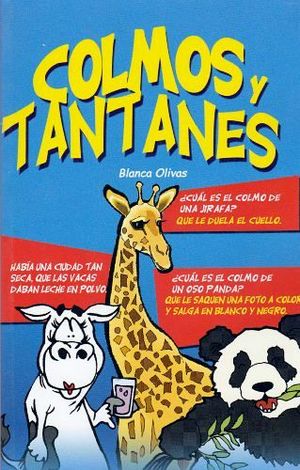 COLMOS Y
TANTANES
Blanca Olivas
¿CUÁL ES EL COLMO DE
UNA JIRAFA?
QUE LE DUELA EL CUELLO.
HABÍA UNA CIUDAD TAN
SECA, QUE LAS VACAS
DABAN LECHE EN POLVO.
¿CUÁL ES EL COLMO DE
UN OSO PANDA?
QUE LE SAQUEN UNA FOTO A COLOR
Y SALGA EN BLANCO Y NEGRO.